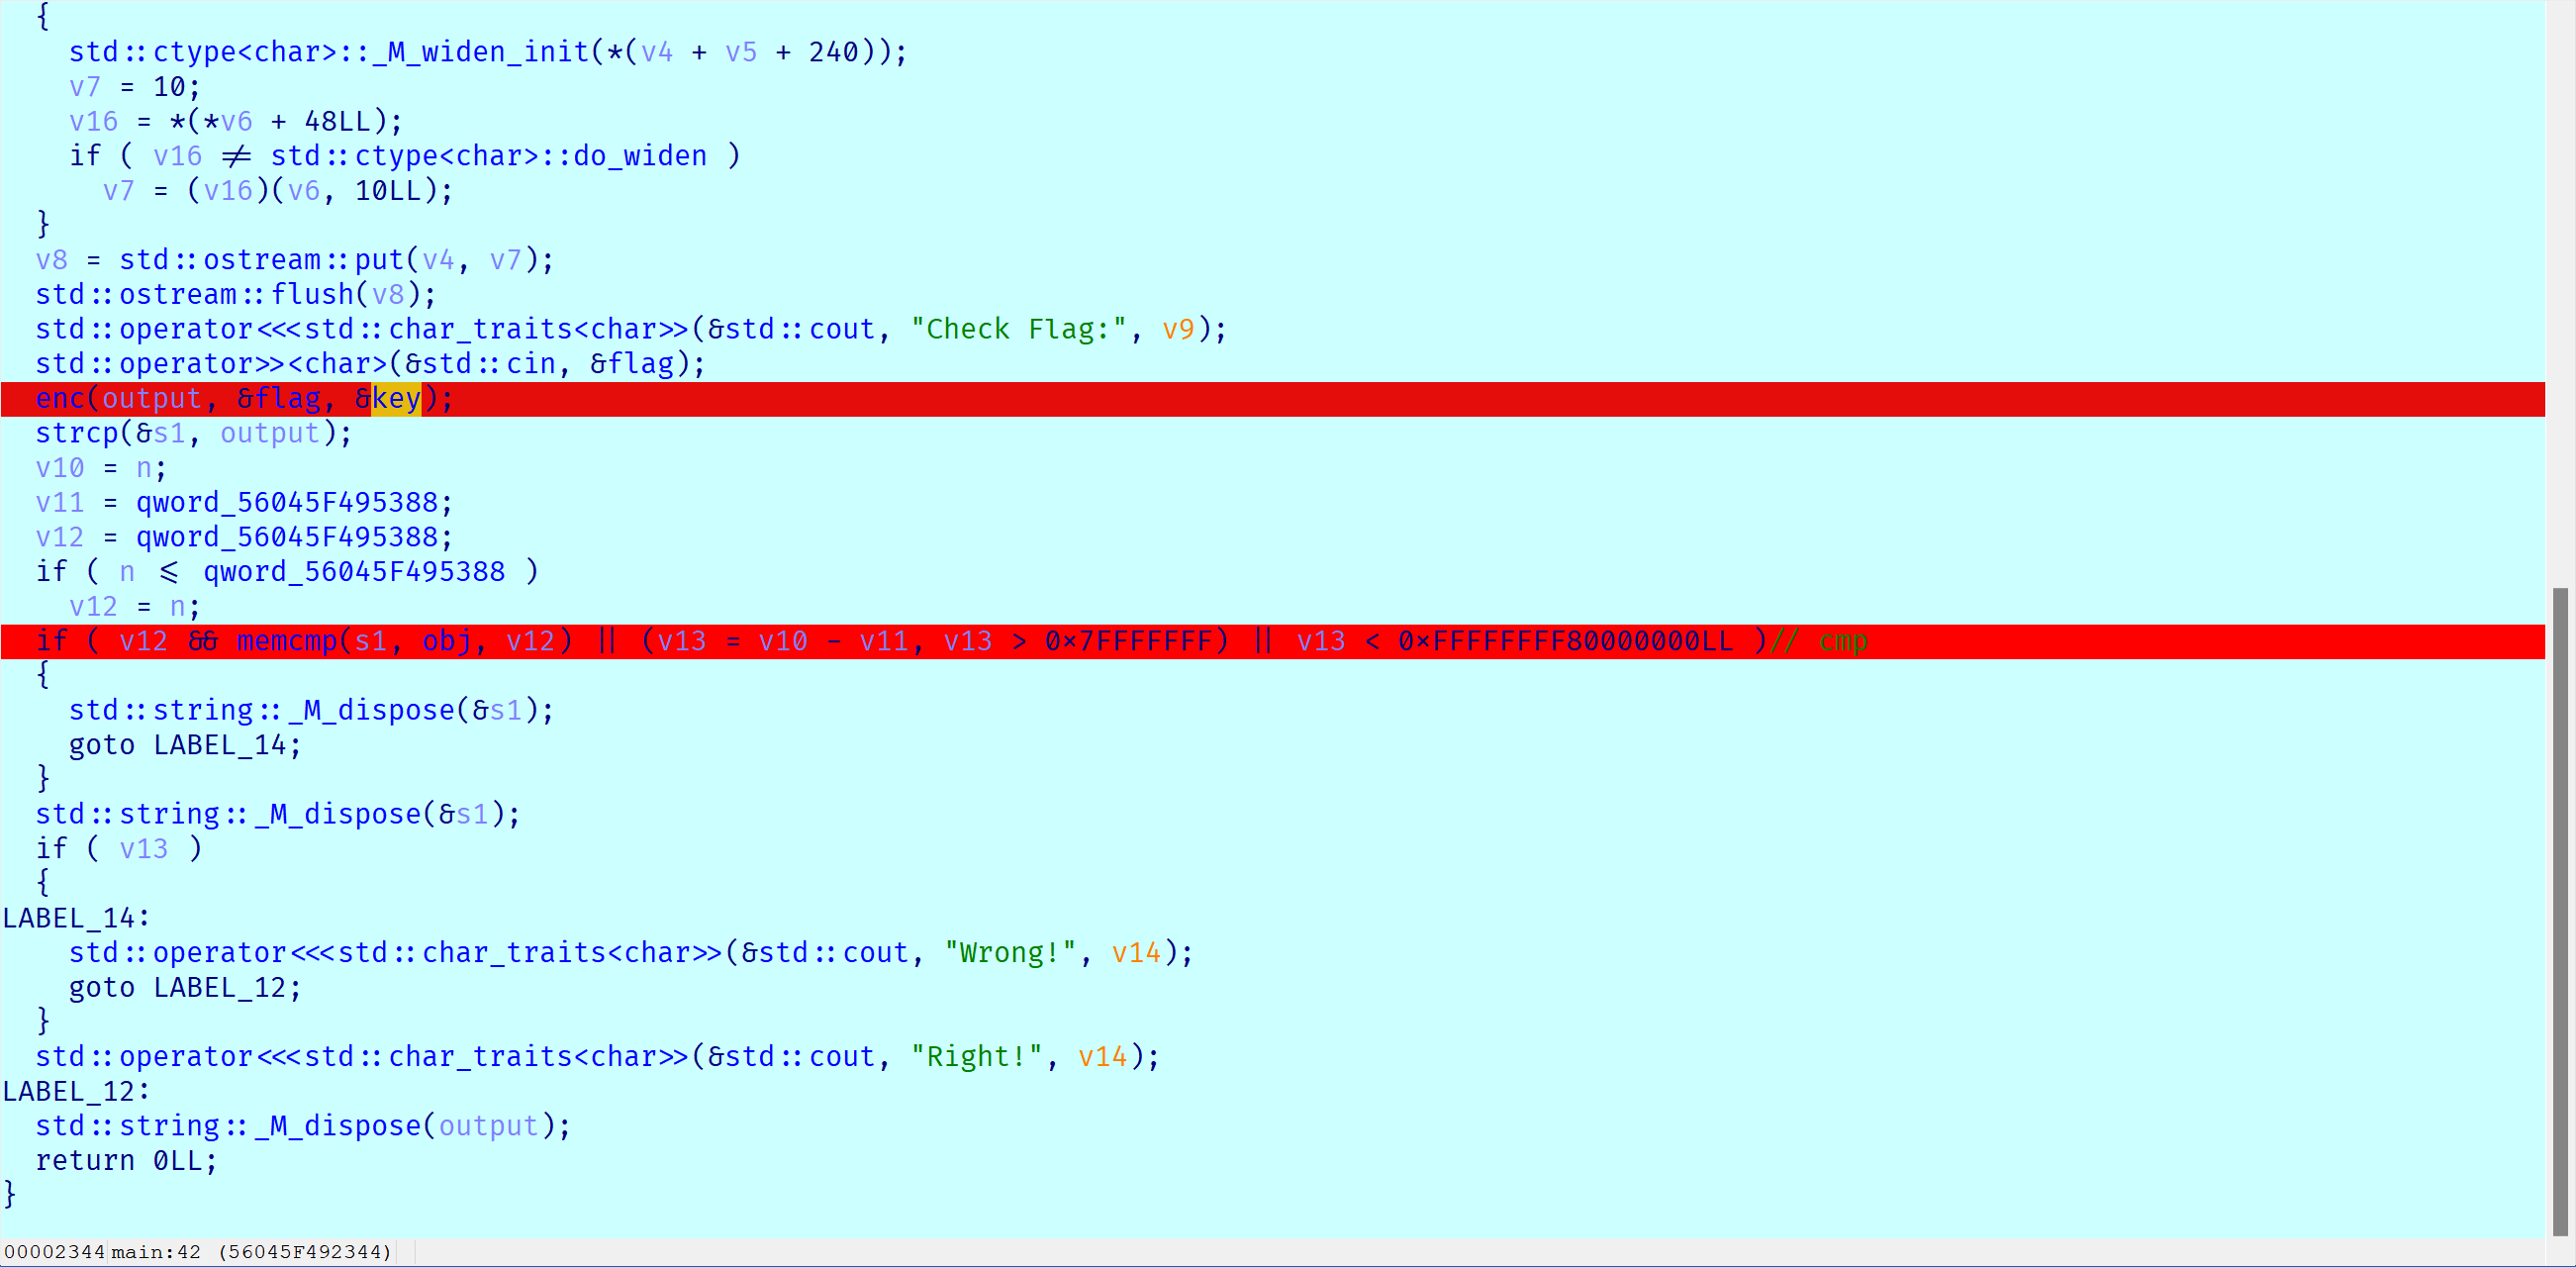 {
std::ctype<char>::_M_widen_init(*(v4 + v5 + 240));
v7 = 10;
v16 = *(*v6 + 48LL);
if ( v16 != std::ctype<char>::do_widen )
v7 = (v16)(v6, 10LL);
}
v8 = std::ostream::put(v4, v7);
std::ostream::flush(v8);
std::operator<<<std::char_traits<char>>(&std::cout, "Check Flag:", v9);
std::operator>><char>(&std::cin, &flag);
enc(output, &flag, &key);
strcp(&s1, output);
v10 = n;
v11 = qword_56045F495388;
v12 = qword_56045F495388;
if ( n <= qword_56045F495388 )
v12 = n;
if ( v12 && memcmp(s1, obj, v12) || (v13 = v10 - v11, v13 > 0x7FFFFFFF) || v13 < 0xFFFFFFFF80000000LL )// cmp
{
std::string::_M_dispose(&s1);
goto LABEL_14;
}
std::string::_M_dispose(&s1);
if ( v13 )
{
LABEL_14:
std::operator<<<std::char_traits<char>>(&std::cout, "Wrong!", v14);
goto LABEL_12;
}
std::operator<<<std::char_traits<char>>(&std::cout, "Right!", v14);
LABEL_12:
std::string::_M_dispose(output);
return 0LL;
}
00002344 main:42 (56045F492344)